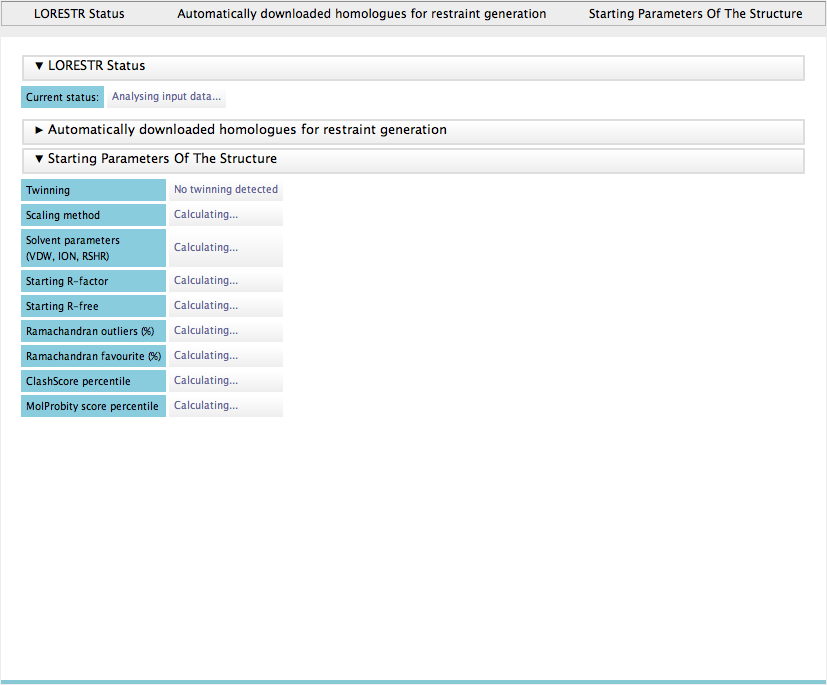 LORESTR Status Automatically downloaded homologues for restraint generation Starting Parameters Of The Structure
▼ LORESTR Status
Current status: Analysing input data...
► Automatically downloaded homologues for restraint generation
▼ Starting Parameters Of The Structure
Twinning No twinning detected
Scaling method Calculating...
Solvent parameters
(VDW, ION, RSHR) Calculating...
Starting R-factor Calculating...
Starting R-free Calculating...
Ramachandran outliers (%) Calculating...
Ramachandran favourite (%) Calculating...
ClashScore percentile Calculating...
MolProbity score percentile Calculating...